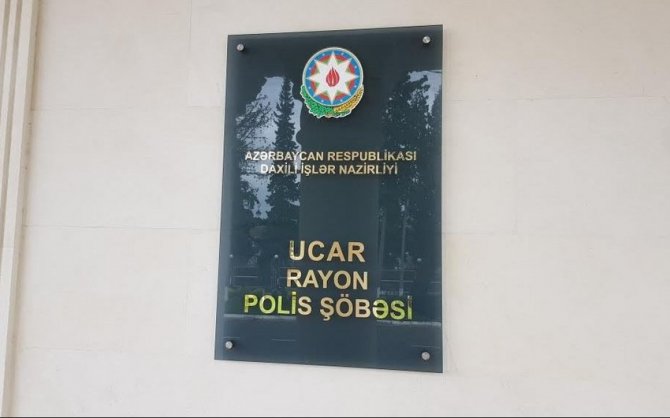 AZƏRBAYCAN RESPUBLİKASI
DAXİLİ İŞLƏR NAZİRLİYİ
UCAR
RAYON
POLİS ŞÖBƏSİ